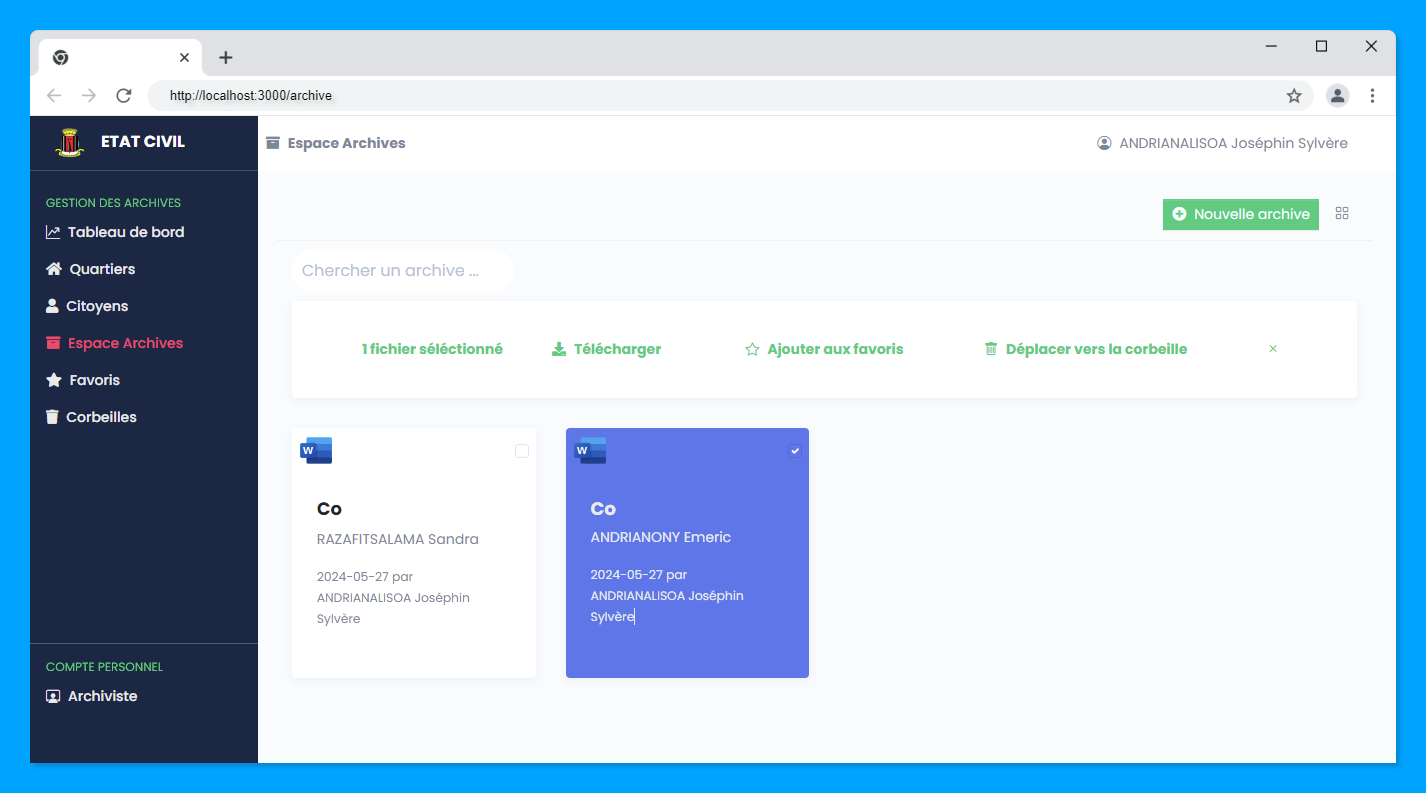 http://localhost:3000/archive
ETAT CIVIL
Espace Archives
ANDRIANALISOA Joséphin Sylvère
GESTION DES ARCHIVES
Tableau de bord
Quartiers
Citoyens
Espace Archives
Favoris
Corbeilles
COMPTE PERSONNEL
Archiviste
Nouvelle archive
Chercher un archive ...
1 fichier séléctionné
Télécharger
Ajouter aux favoris
Déplacer vers la corbeille
W
Co
RAZAFITSALAMA Sandra
2024-05-27 par
ANDRIANALISOA Joséphin
Sylvère
W
Co
ANDRIANONY Emeric
2024-05-27 par
ANDRIANALISOA Joséphin
Sylvère